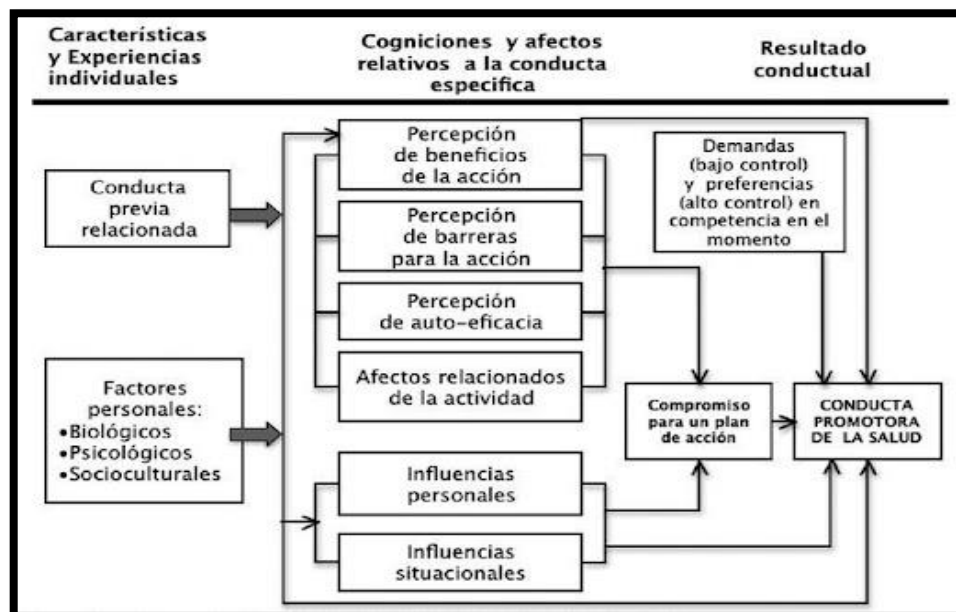 Características
y Experiencias
individuales
Cogniciones y afectos
relativos a la conducta
especifica
Resultado
conductual
Conducta
previa
relacionada
Factores
personales:
•Biológicos
•Psicológicos
•Socioculturales
Percepción
de beneficios
de la acción
Percepción
de barreras
para la acción
Percepción
de auto-eficacia
Afectos relacionados
de la actividad
Influencias
personales
Influencias
situacionales
Demandas
(bajo control)
y preferencias
(alto control) en
competencia en el
momento
Compromiso
para un plan
de acción
CONDUCTA
PROMOTORA
DE LA SALUD